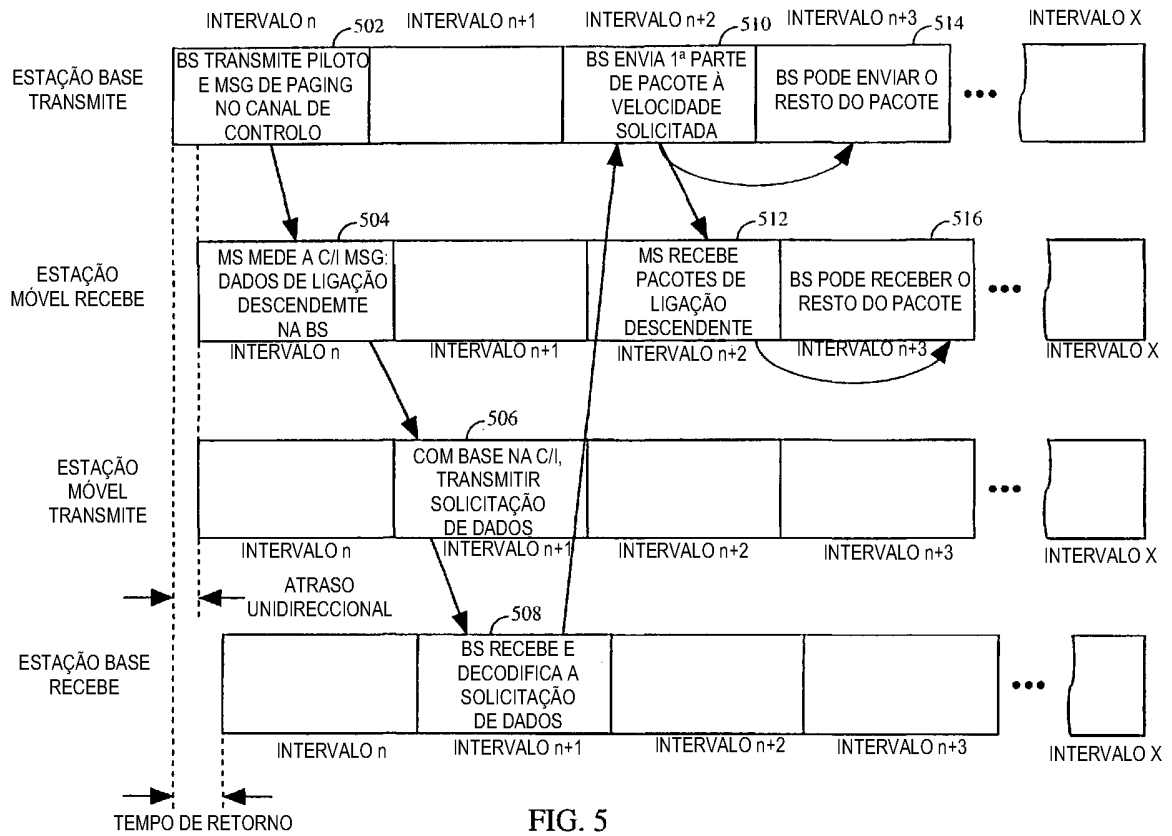 INTERVALO n
INTERVALO n+1
INTERVALO n+2
INTERVALO n+3
INTERVALO X
502
510
514
ESTAÇÃO BASE
TRANSMITE
BS TRANSMITE PILOTO
E MSG DE PAGING
NO CANAL DE
CONTROLO
BS ENVIA 1ª PARTE
DE PACOTE À
VELOCIDADE
SOLICITADA
BS PODE ENVIAR O
RESTO DO PACOTE
504
512
516
ESTAÇÃO
MÓVEL RECEBE
MS MEDE A C/I MSG:
DADOS DE LIGAÇÃO
DESCENDEMTE
NA BS
MS RECEBE
PACOTES DE
LIGAÇÃO
DESCENDENTE
BS PODE RECEBER O
RESTO DO PACOTE
INTERVALO n
INTERVALO n+1
INTERVALO n+2
INTERVALO n+3
INTERVALO X
506
ESTAÇÃO
MÓVEL
TRANSMITE
COM BASE NA C/I,
TRANSMITIR
SOLICITAÇÃO
DE DADOS
INTERVALO n
INTERVALO n+1
INTERVALO n+2
INTERVALO n+3
INTERVALO X
ATRASO
UNIDIRECCIONAL
508
ESTAÇÃO BASE
RECEBE
BS RECEBE E
DECODIFICA A
SOLICITAÇÃO
DE DADOS
INTERVALO n
INTERVALO n+1
INTERVALO n+2
INTERVALO n+3
INTERVALO X
TEMPO DE RETORNO
FIG. 5